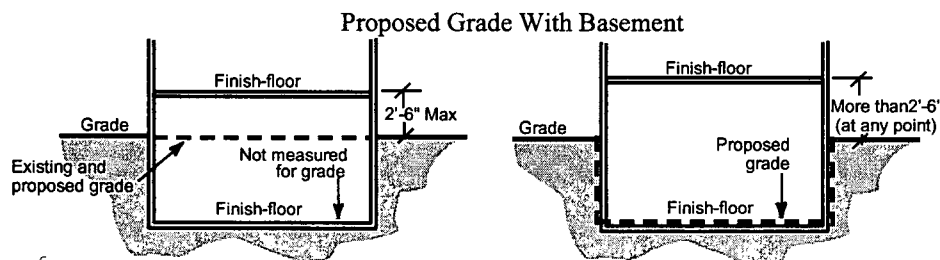 Proposed Grade With Basement
Finish-floor
2'-6" Max
Grade
Existing and
proposed grade
Not measured
for grade
Finish-floor
Finish-floor
More than2'-6'
(at any point)
Grade
Proposed
grade
Finish-floor